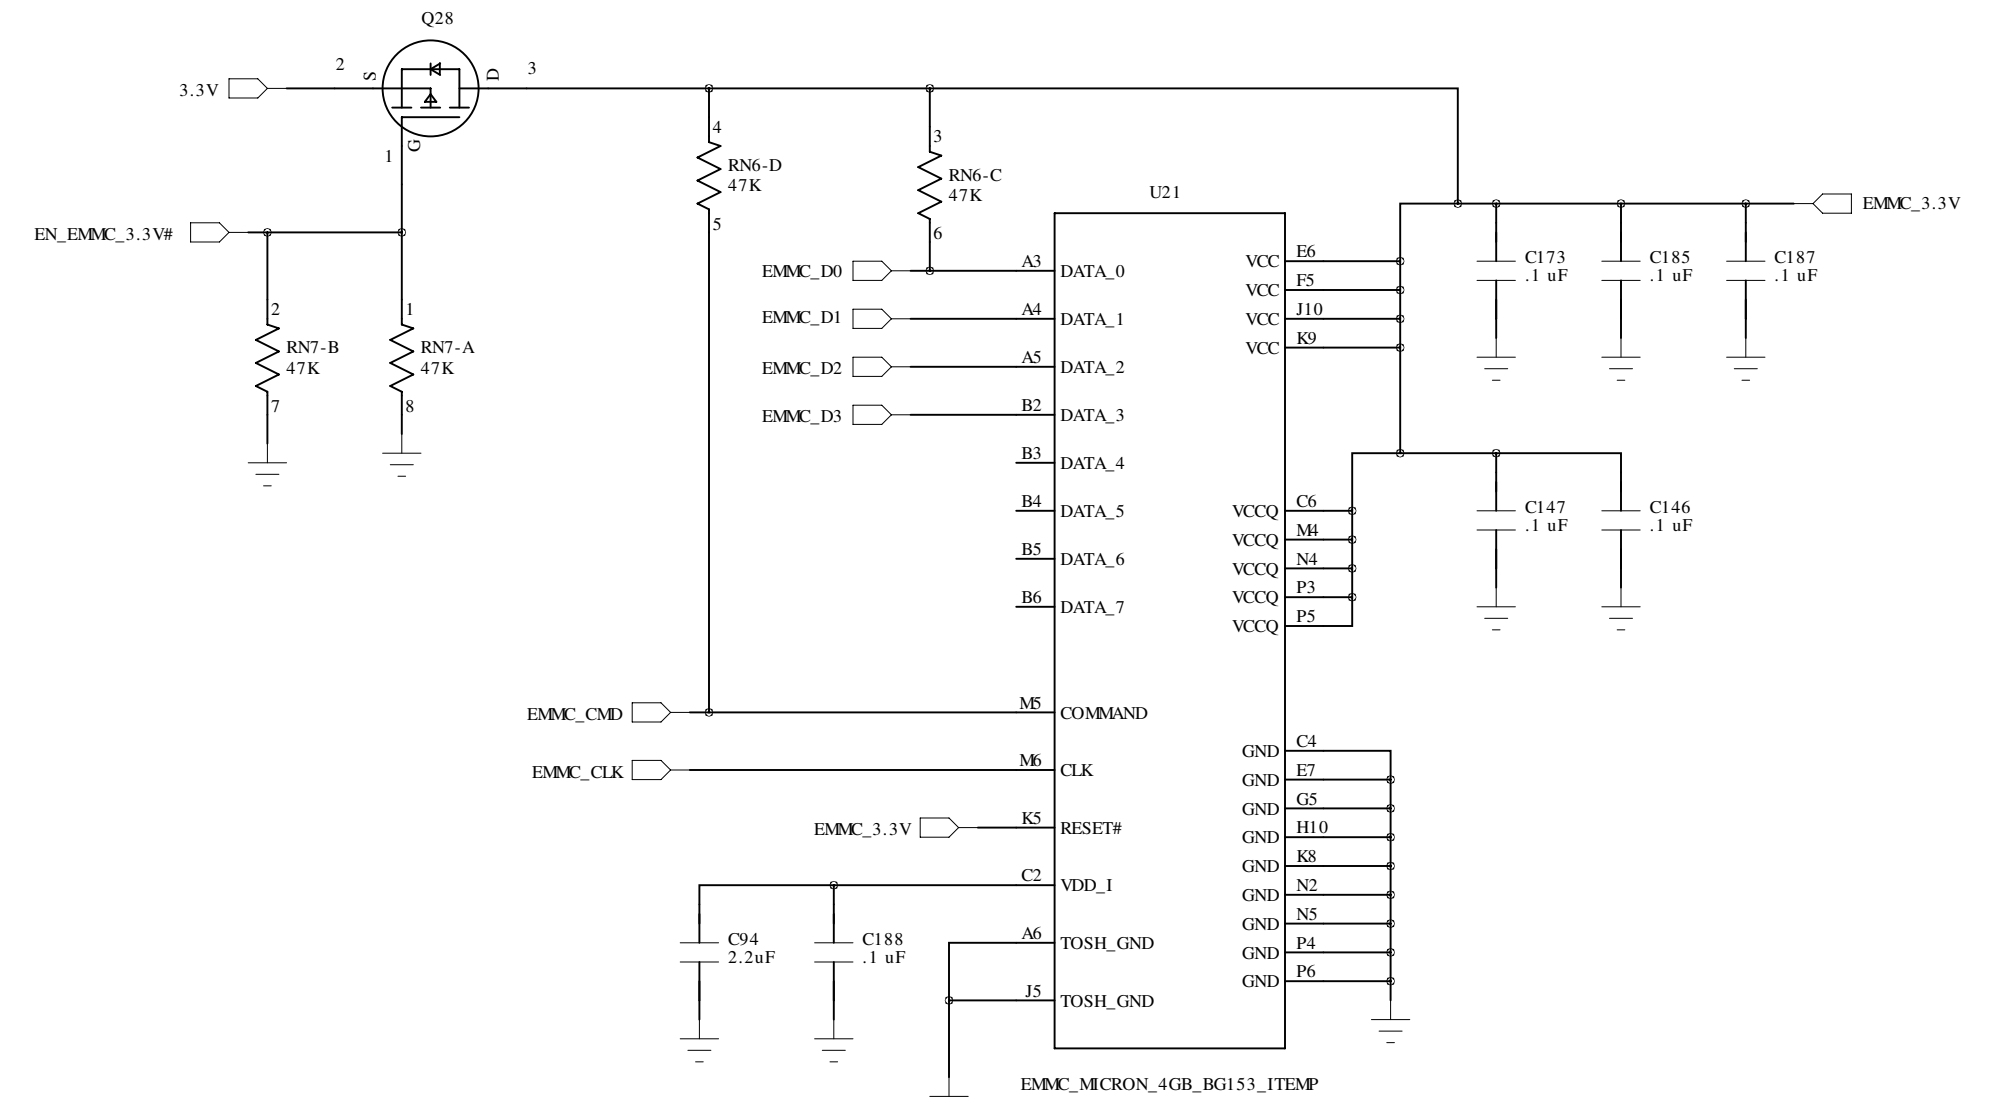 Q28
3.3V
2
S
D
3
G
1
EN_EMMC_3.3V#
2
RN7-B
47K
7
1
RN7-A
47K
8
4
RN6-D
47K
5
3
RN6-C
47K
6
U21
EMMC_D0
A3
DATA_0
EMMC_D1
A4
DATA_1
EMMC_D2
A5
DATA_2
EMMC_D3
B2
DATA_3
B3
DATA_4
B4
DATA_5
B5
DATA_6
B6
DATA_7
EMMC_CMD
M5
COMMAND
EMMC_CLK
M6
CLK
EMMC_3.3V
K5
RESET#
C2
VDD_I
C94
2.2uF
C188
.1 uF
A6
TOSH_GND
J5
TOSH_GND
VCC
E6
VCC
F5
VCC
J10
VCC
K9
EMMC_3.3V
C173
.1 uF
C185
.1 uF
C187
.1 uF
VCCQ
C6
VCCQ
M4
VCCQ
N4
VCCQ
P3
VCCQ
P5
C147
.1 uF
C146
.1 uF
GND
C4
GND
E7
GND
G5
GND
H10
GND
K8
GND
N2
GND
N5
GND
P4
GND
P6
EMMC_MICRON_4GB_BG153_ITEMP